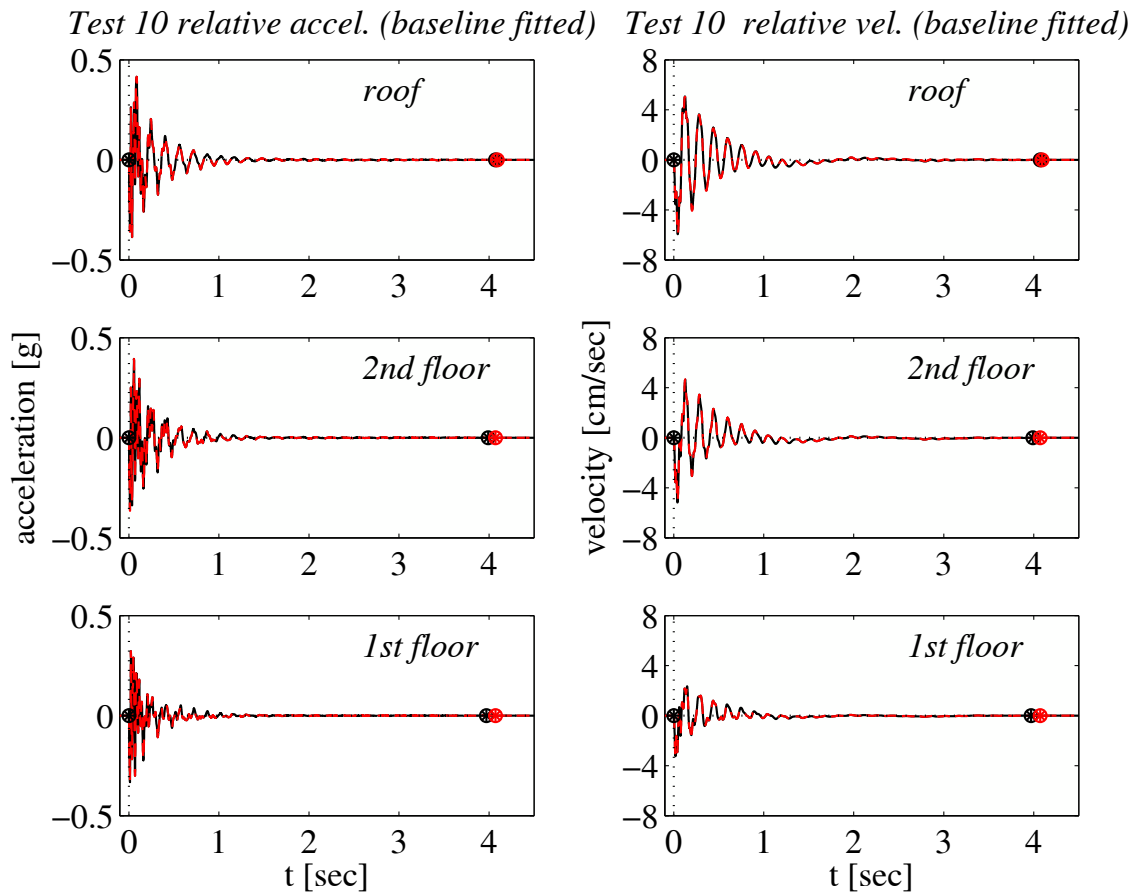 Test 10 relative accel. (baseline fitted)
Test 10  relative vel. (baseline fitted)
0.5
0
−0.5
roof
0 1 2 3 4
8
4
0
−4
−8
roof
0 1 2 3 4
acceleration [g]
0.5
0
−0.5
2nd floor
0 1 2 3 4
velocity [cm/sec]
8
4
0
−4
−8
2nd floor
0 1 2 3 4
0.5
0
−0.5
1st floor
0 1 2 3 4
t [sec]
8
4
0
−4
−8
1st floor
0 1 2 3 4
t [sec]